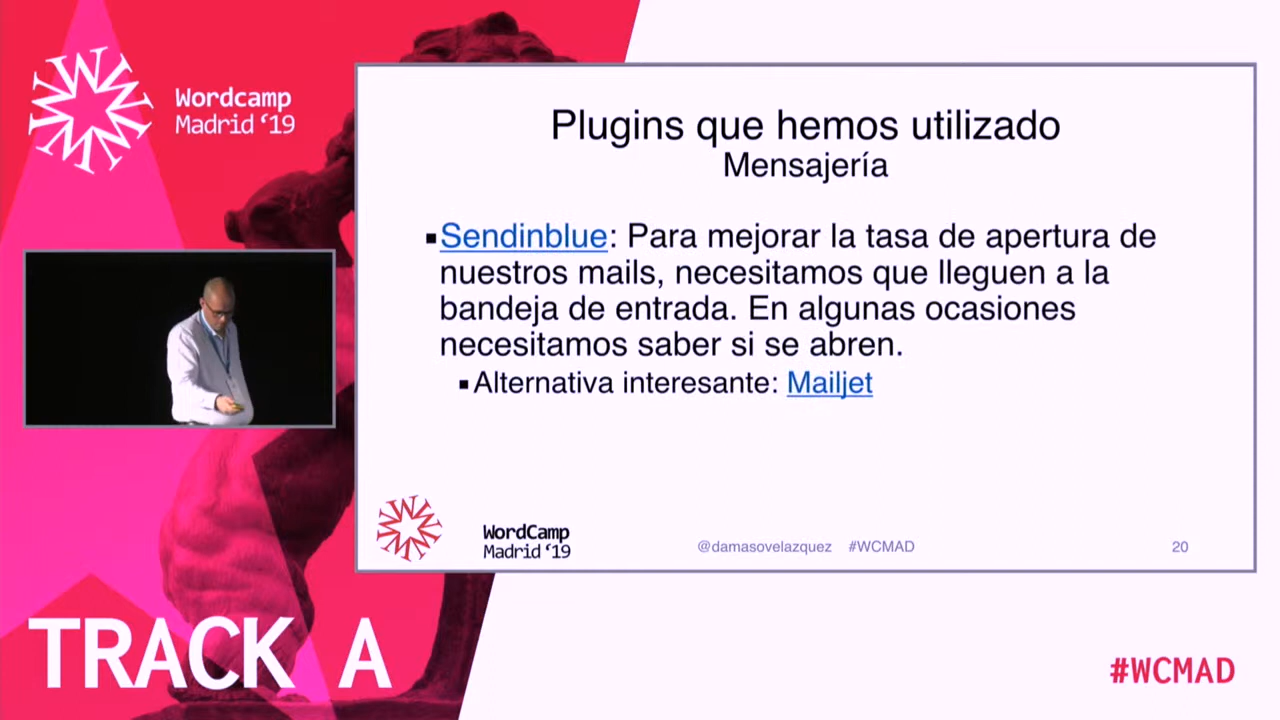 Wordcamp
Madrid ‘19
Plugins que hemos utilizado
Mensajería
▪Sendinblue: Para mejorar la tasa de apertura de
nuestros mails, necesitamos que lleguen a la
bandeja de entrada. En algunas ocasiones
necesitamos saber si se abren.
▪Alternativa interesante: Mailjet
WordCamp
Madrid ‘19
@damasovelazquez #WCMAD
20
TRACK A
#WCMAD